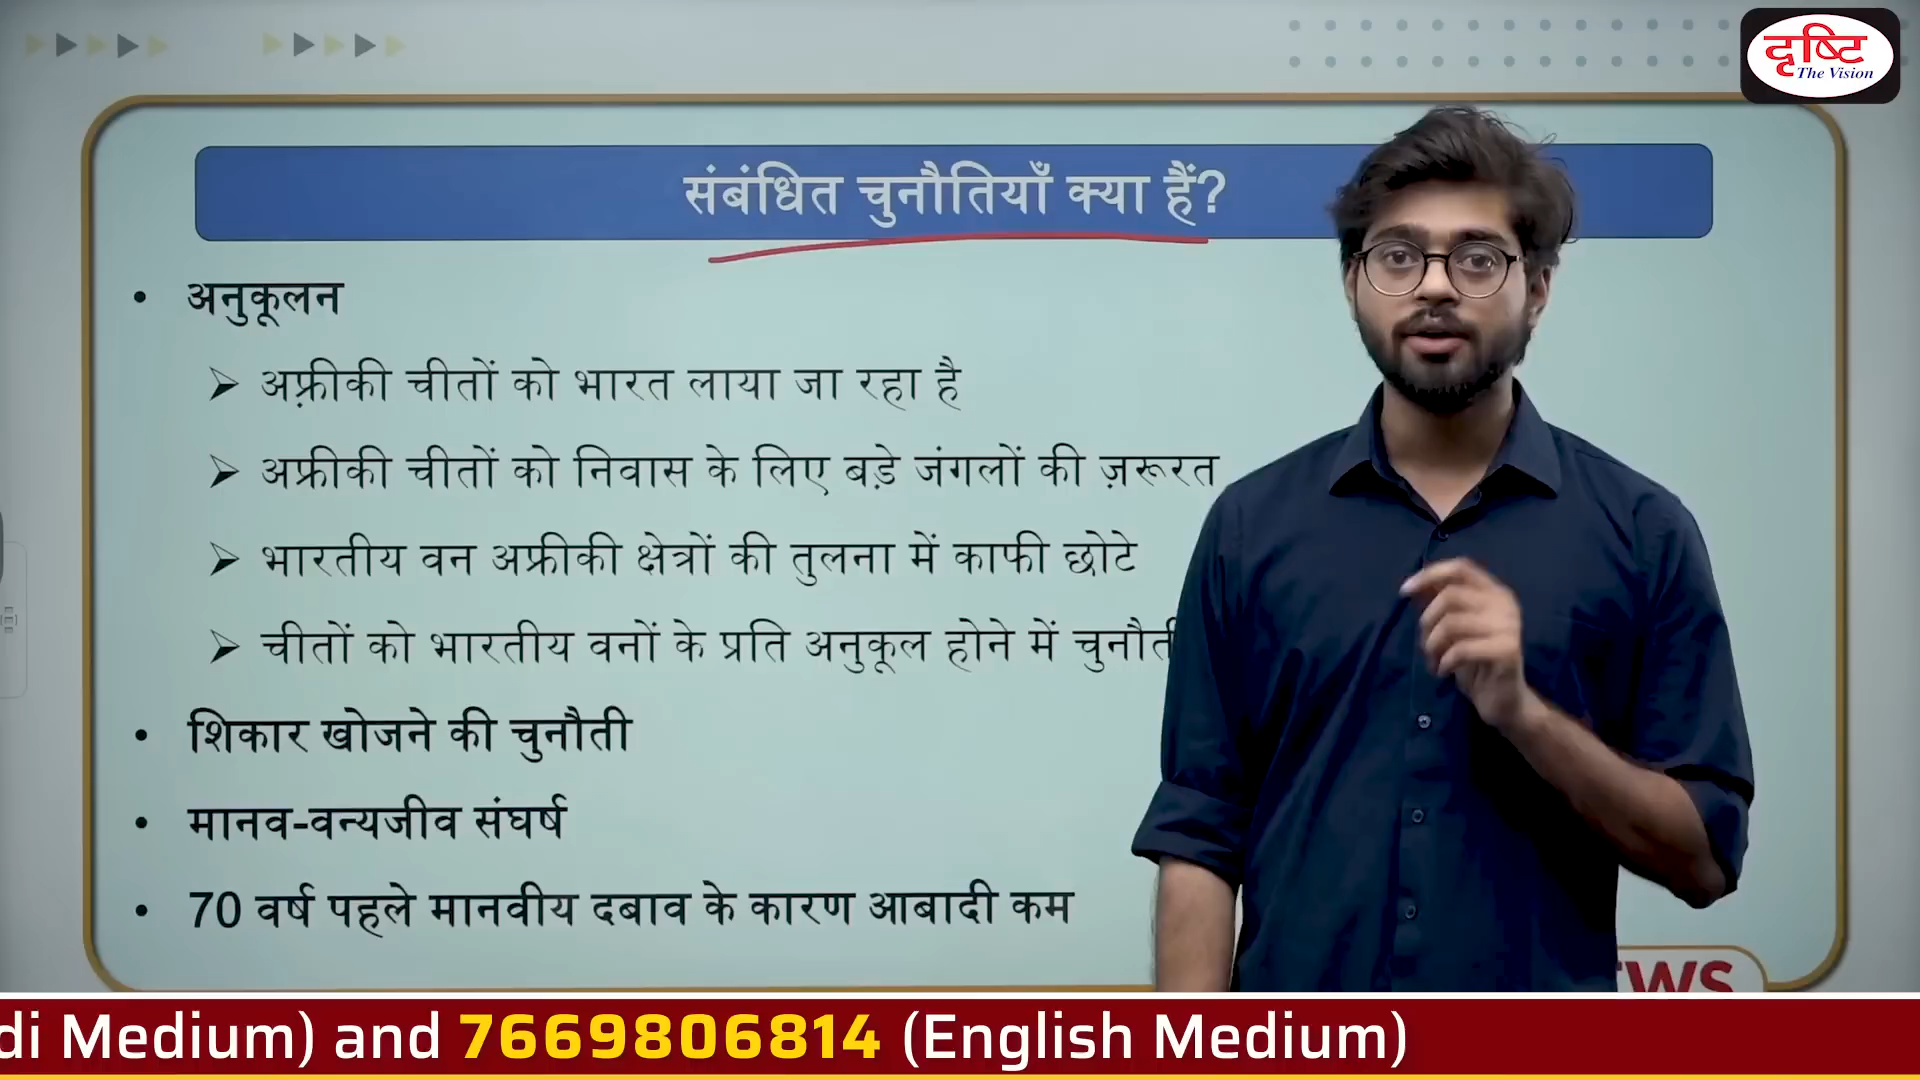 दृष्टि
The Vision
संबंधित चुनौतियाँ क्या हैं?
• अनुकूलन
➢ अफ़्रीकी चीतों को भारत लाया जा रहा है
➢ अफ्रीकी चीतों को निवास के लिए बड़े जंगलों की ज़रूरत
➢ भारतीय वन अफ्रीकी क्षेत्रों की तुलना में काफी छोटे
➢ चीतों को भारतीय वनों के प्रति अनुकूल होने में
• शिकार खोजने की चुनौती
• मानव-वन्यजीव संघर्ष
• 70 वर्ष पहले मानवीय दबाव के कारण आबादी कम
di Medium) and 7669806814 (English Medium)